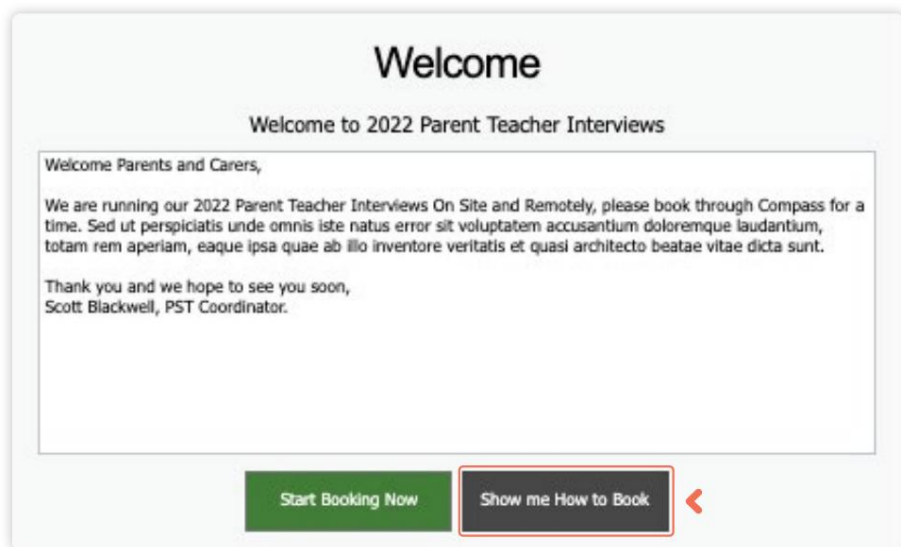 Welcome
Welcome to 2022 Parent Teacher Interviews
Welcome Parents and Carers,
We are running our 2022 Parent Teacher Interviews On Site and Remotely, please book through Compass for a
time. Sed ut perspiciatis unde omnis iste natus error sit voluptatem accusantium doloremque laudantium,
totam rem aperiam, eaque ipsa quae ab illo inventore veritatis et quasi architecto beatae vitae dicta sunt.
Thank you and we hope to see you soon,
Scott Blackwell, PST Coordinator.
Start Booking Now Show me How to Book